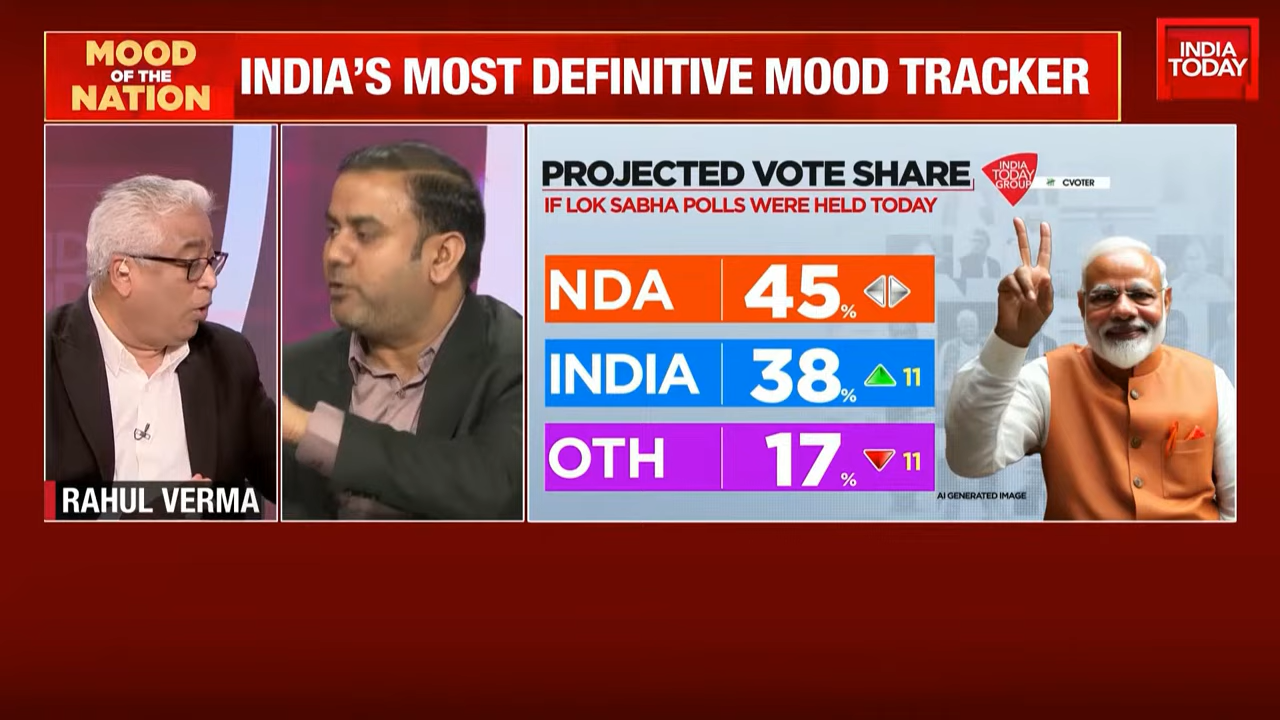 MOOD
OF THE
NATION
INDIA'S MOST DEFINITIVE MOOD TRACKER
INDIA
TODAY
PROJECTED VOTE SHARE
IF LOK SABHA POLLS WERE HELD TODAY
INDIA
TODAY
GROUP
CVOTER
NDA 45%
INDIA 38% 11
OTH 17% 11
AI GENERATED IMAGE
RAHUL VERMA